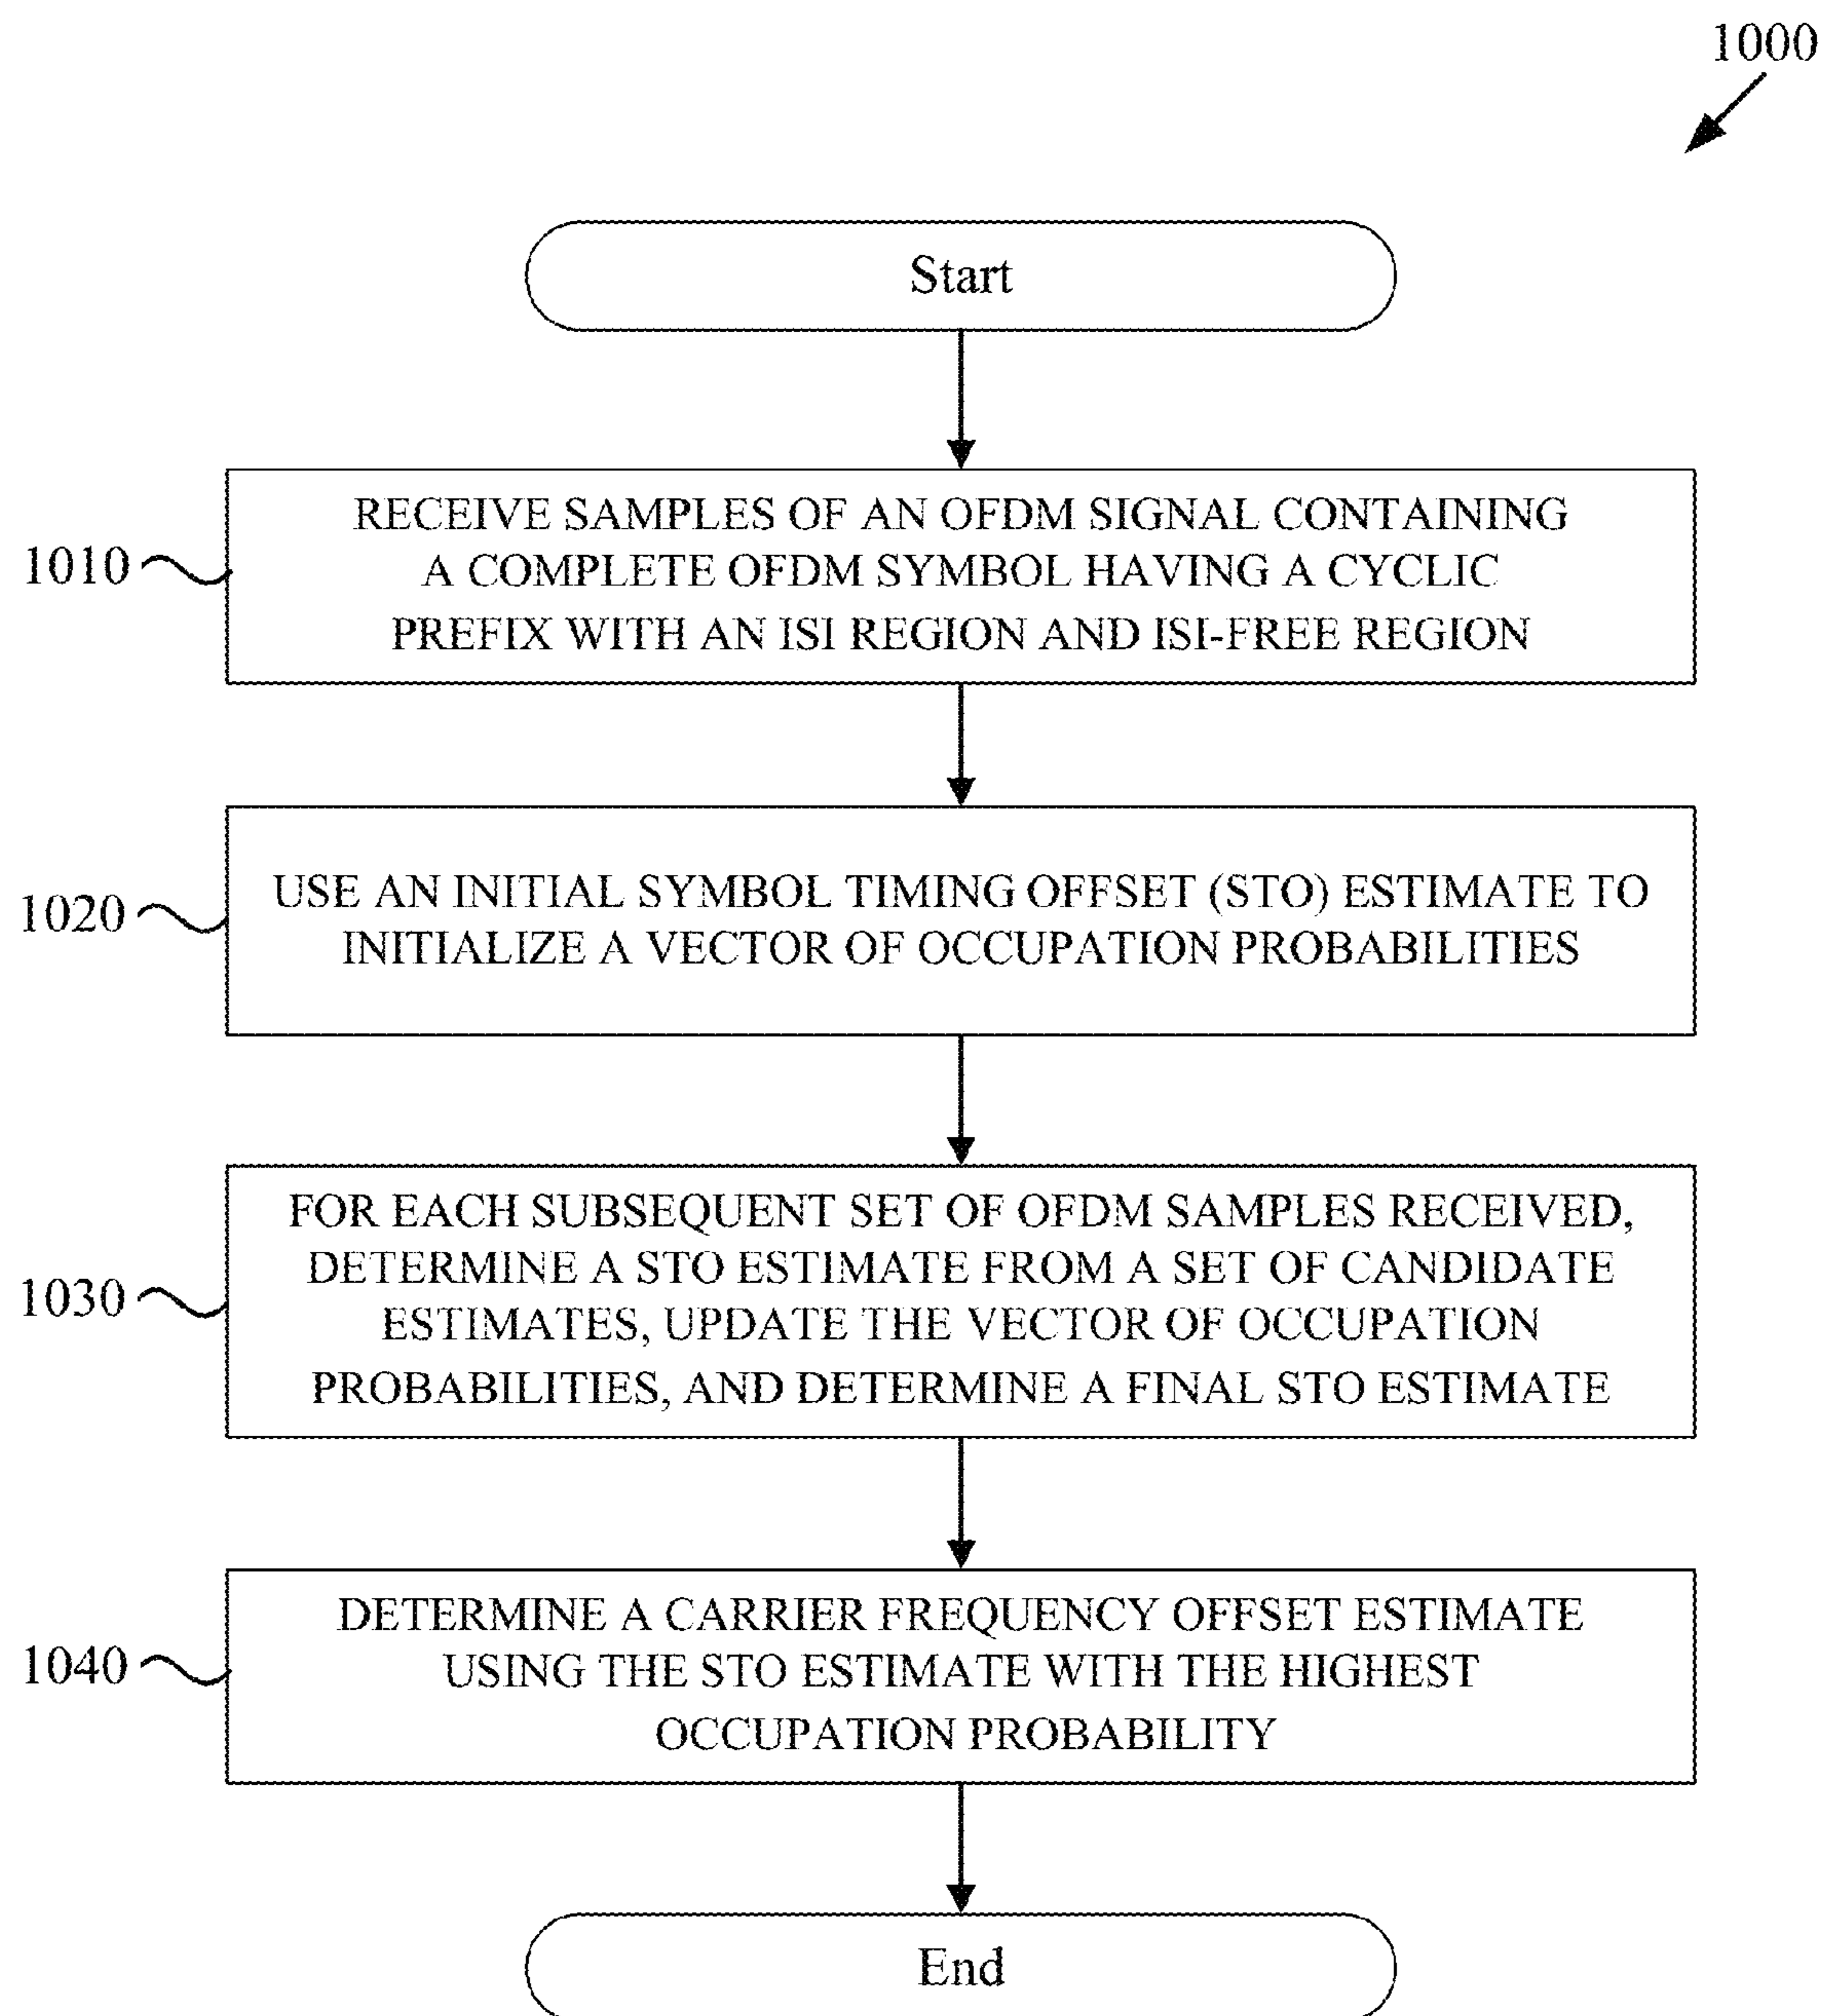 1000
Start
1010
RECEIVE SAMPLES OF AN OFDM SIGNAL CONTAINING
A COMPLETE OFDM SYMBOL HAVING A CYCLIC
PREFIX WITH AN ISI REGION AND ISI-FREE REGION
1020
USE AN INITIAL SYMBOL TIMING OFFSET (STO) ESTIMATE TO
INITIALIZE A VECTOR OF OCCUPATION PROBABILITIES
1030
FOR EACH SUBSEQUENT SET OF OFDM SAMPLES RECEIVED,
DETERMINE A STO ESTIMATE FROM A SET OF CANDIDATE
ESTIMATES, UPDATE THE VECTOR OF OCCUPATION
PROBABILITIES, AND DETERMINE A FINAL STO ESTIMATE
1040
DETERMINE A CARRIER FREQUENCY OFFSET ESTIMATE
USING THE STO ESTIMATE WITH THE HIGHEST
OCCUPATION PROBABILITY
End